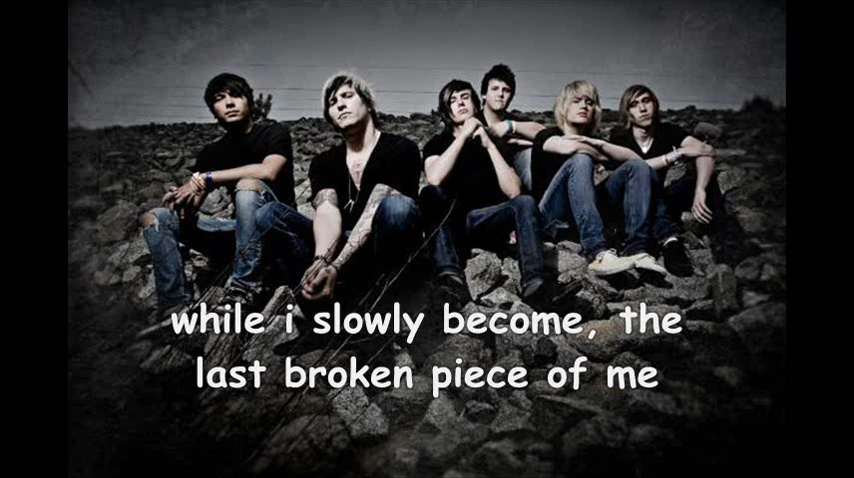 while i slowly become, the
last broken piece of me